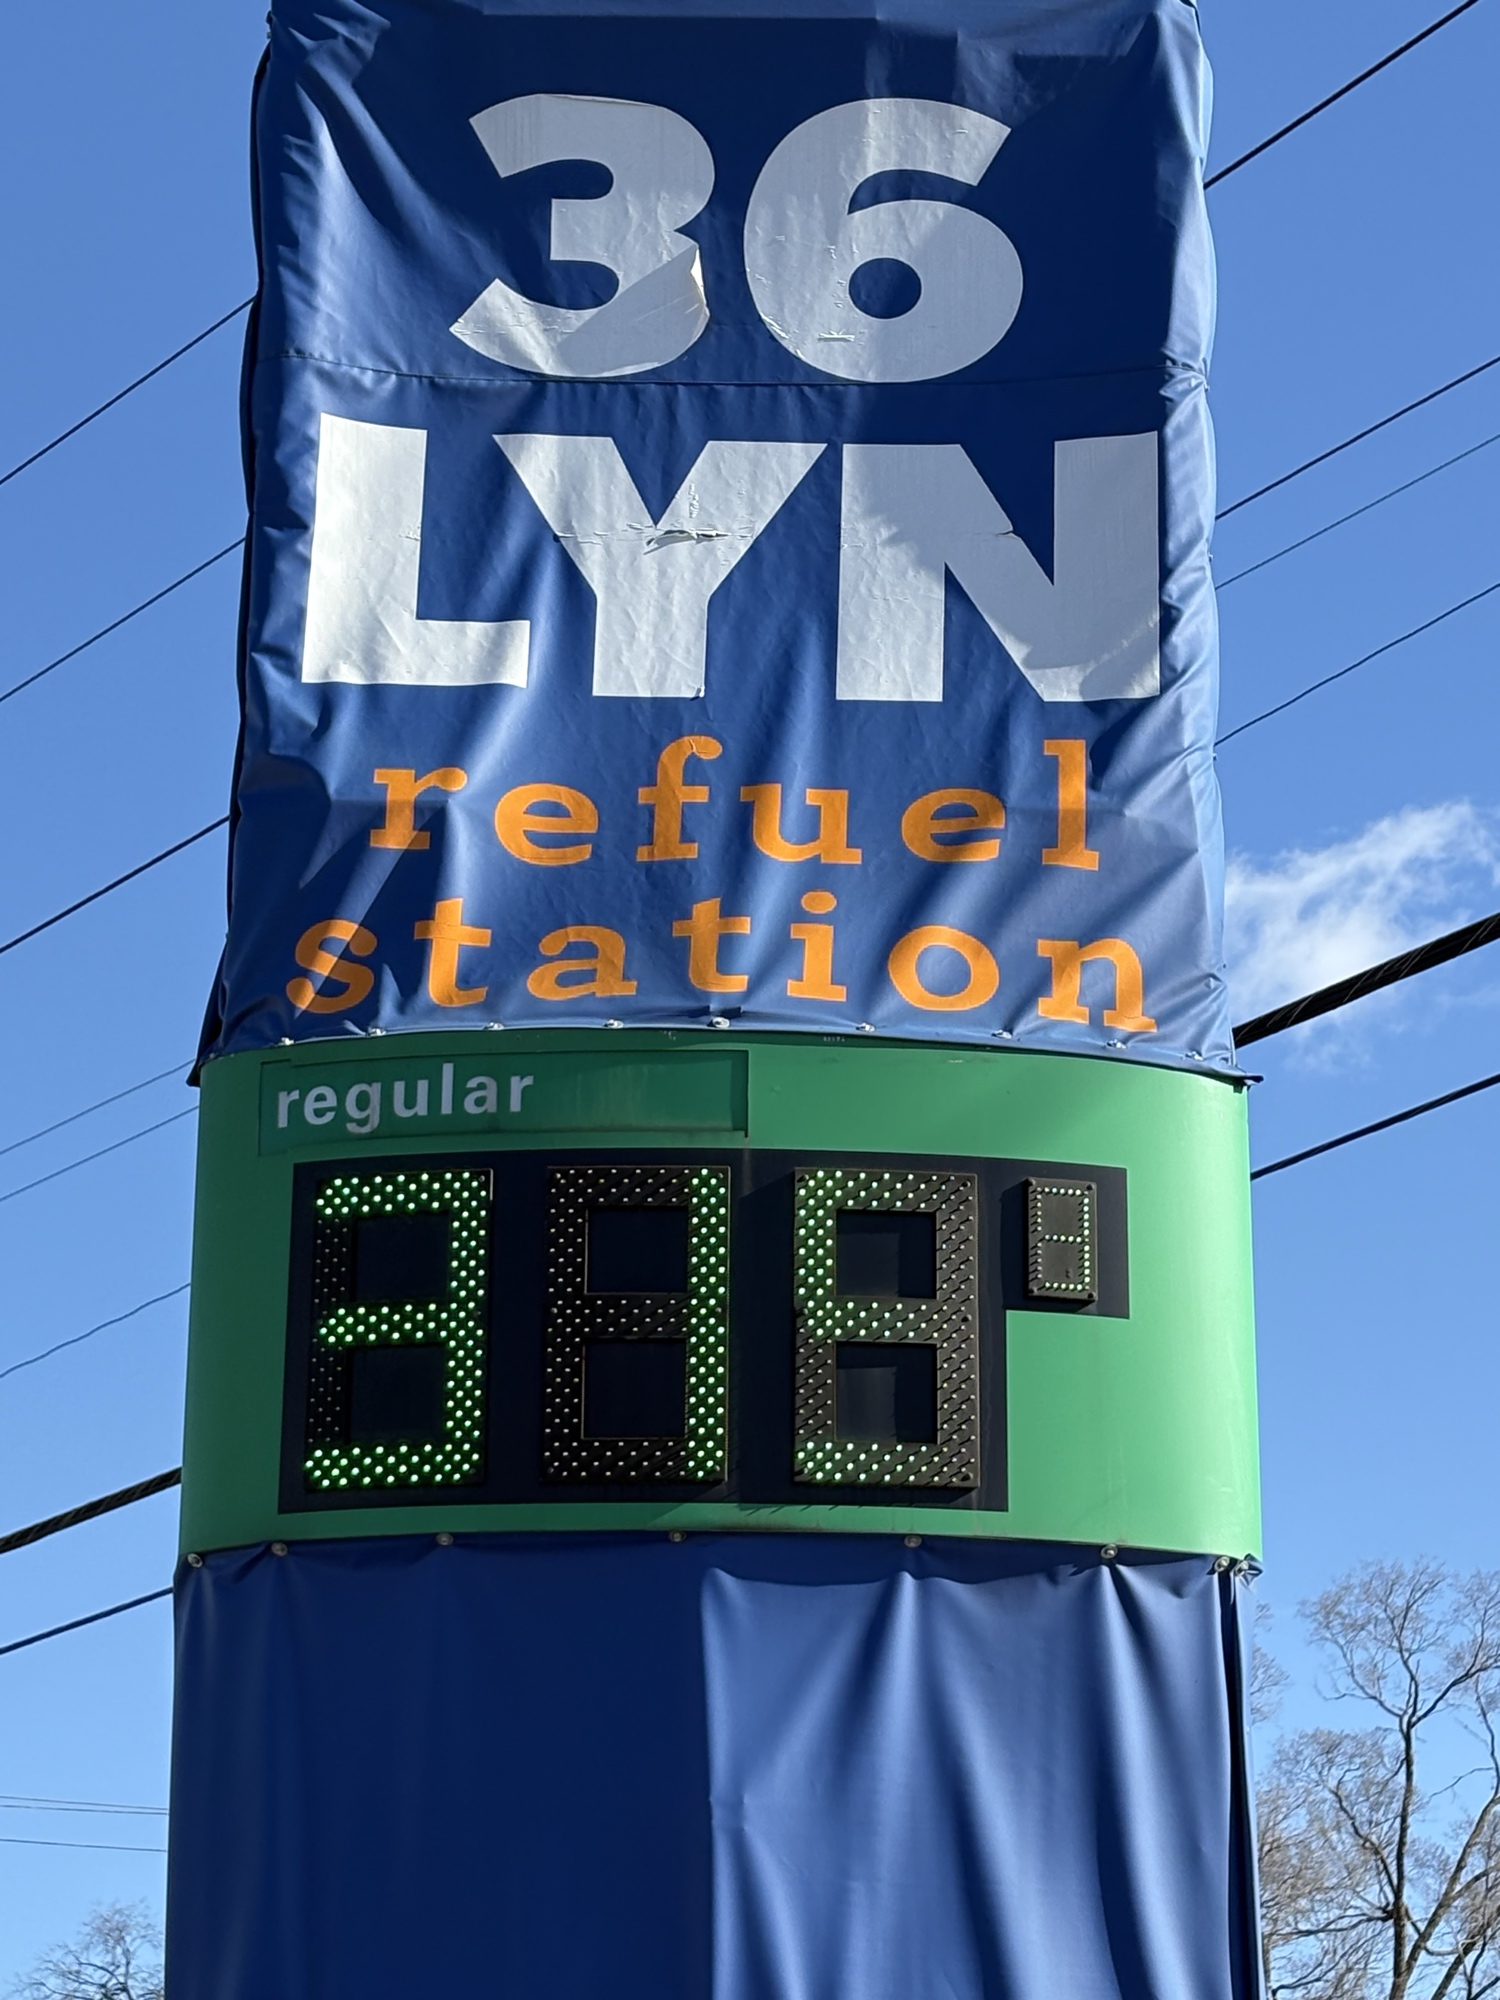 36
LYN
refuel
station
regular